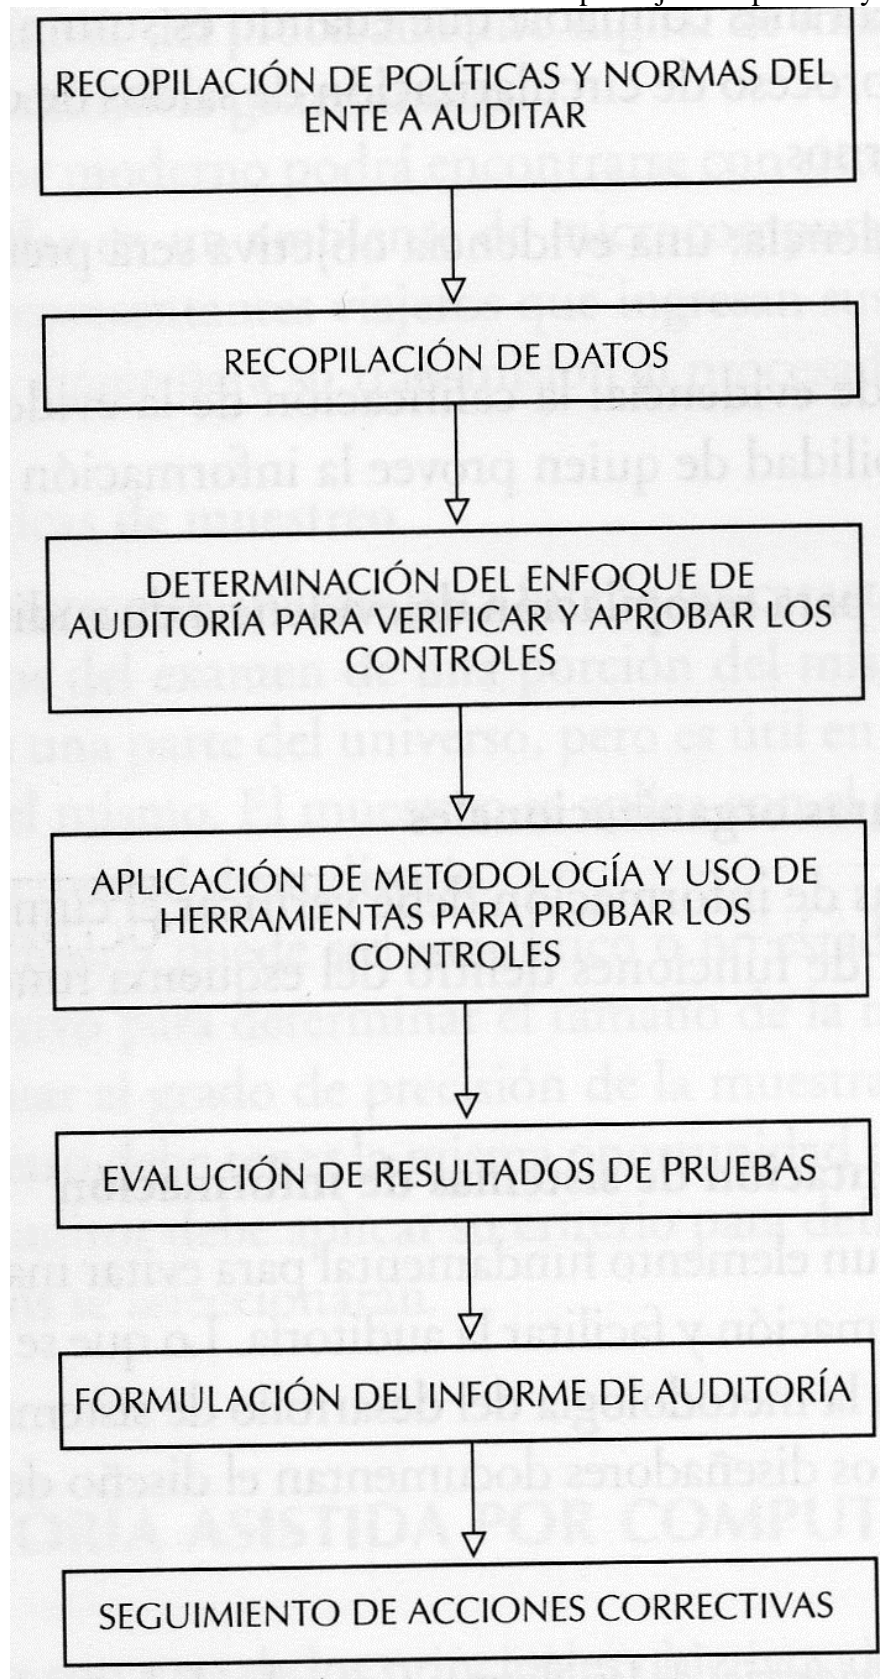 RECOPILACIÓN DE POLÍTICAS Y NORMAS DEL
ENTE A AUDITAR
RECOPILACIÓN DE DATOS
DETERMINACIÓN DEL ENFOQUE DE
AUDITORÍA PARA VERIFICAR Y APROBAR LOS
CONTROLES
APLICACIÓN DE METODOLOGÍA Y USO DE
HERRAMIENTAS PARA PROBAR LOS
CONTROLES
EVALUCIÓN DE RESULTADOS DE PRUEBAS
FORMULACIÓN DEL INFORME DE AUDITORÍA
SEGUIMIENTO DE ACCIONES CORRECTIVAS